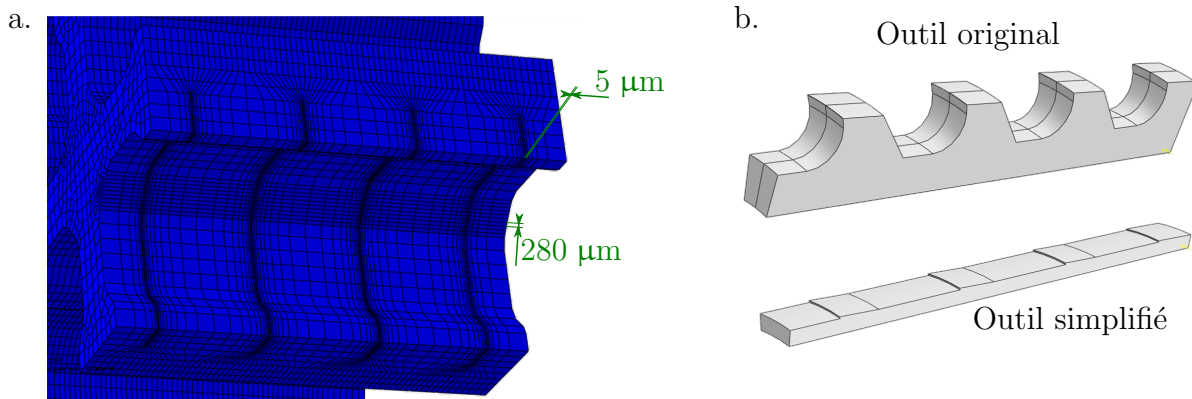 a.
5 μm
280 μm
b.
Outil original
Outil simplifié